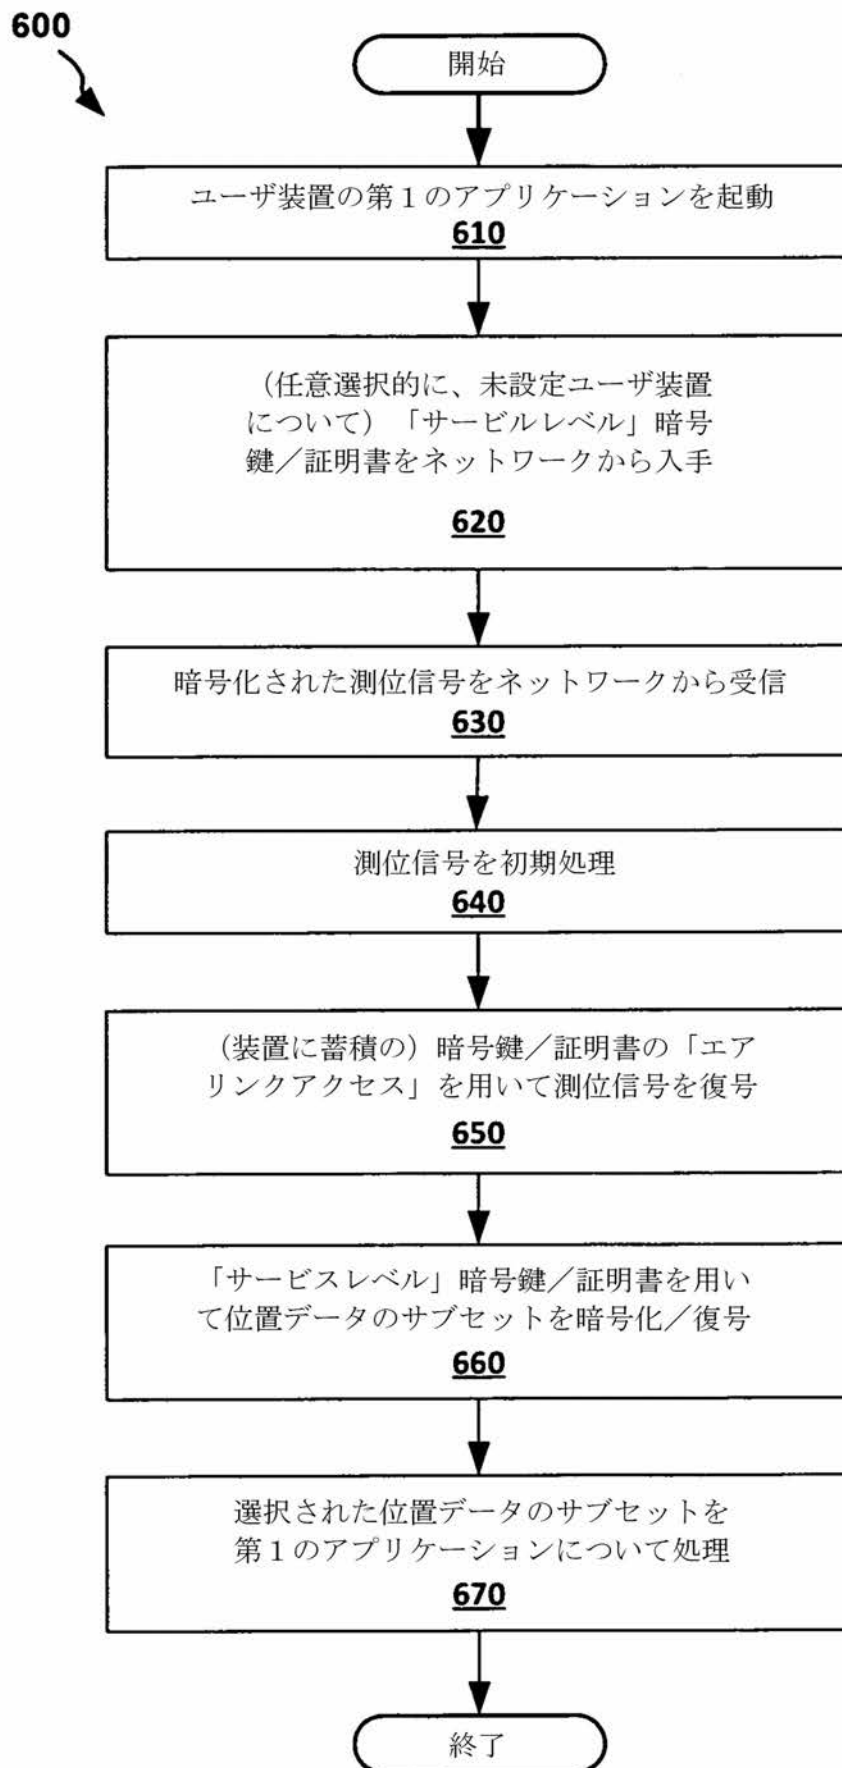 600
開始
ユーザ装置の第１のアプリケーションを起動
610
（任意選択的に、未設定ユーザ装置
について）「サービルレベル」暗号
鍵／証明書をネットワークから入手
620
暗号化された測位信号をネットワークから受信
630
測位信号を初期処理
640
（装置に蓄積の）暗号鍵／証明書の「エア
リンクアクセス」を用いて測位信号を復号
650
「サービスレベル」暗号鍵／証明書を用い
て位置データのサブセットを暗号化／復号
660
選択された位置データのサブセットを
第１のアプリケーションについて処理
670
終了